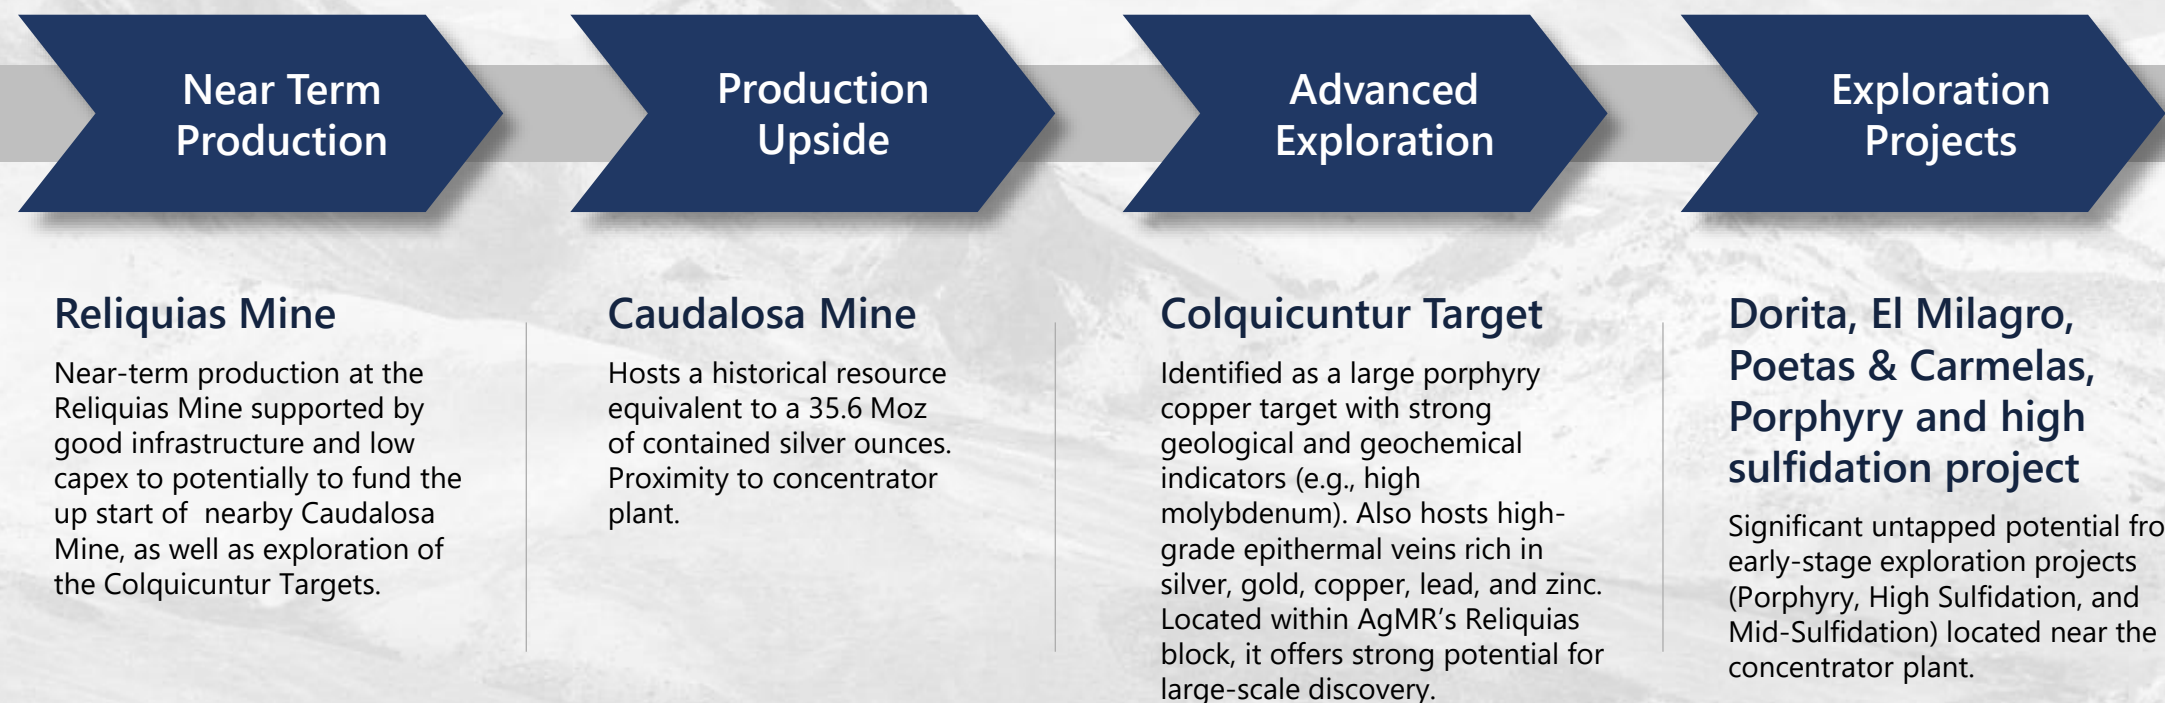 Near Term
Production
Production
Upside
Advanced
Exploration
Exploration
Projects
Reliquias Mine
Near-term production at the
Reliquias Mine supported by
good infrastructure and low
capex to potentially to fund the
up start of  nearby Caudalosa
Mine, as well as exploration of
the Colquicuntur Targets.
Caudalosa Mine
Hosts a historical resource
equivalent to a 35.6 Moz
of contained silver ounces.
Proximity to concentrator
plant.
Colquicuntur Target
Identified as a large porphyry
copper target with strong
geological and geochemical
indicators (e.g., high
molybdenum). Also hosts high-
grade epithermal veins rich in
silver, gold, copper, lead, and zinc.
Located within AgMR’s Reliquias
block, it offers strong potential for
large-scale discovery.
Dorita, El Milagro,
Poetas & Carmelas,
Porphyry and high
sulfidation project
Significant untapped potential fro
early-stage exploration projects
(Porphyry, High Sulfidation, and
Mid-Sulfidation) located near the
concentrator plant.